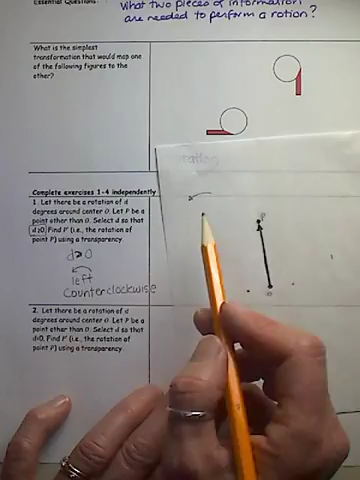 Essential Questions:
What two pieces of information
are needed to perform a rotion?
What is the simplest
transformation that would map one
of the following figures to the
other?
Complete exercises 1-4 independently
1. Let there be a rotation of d
degrees around center O. Let P be a
point other than O. Select d so that
d≥0. Find P' (i.e., the rotation of
point P) using a transparency.
d≥0
left
counterclockwise
P
O
2. Let there be a rotation of d
degrees around center O. Let P be a
point other than O. Select d so that
d<0. Find P' (i.e., the rotation of
point P) using a transparency.